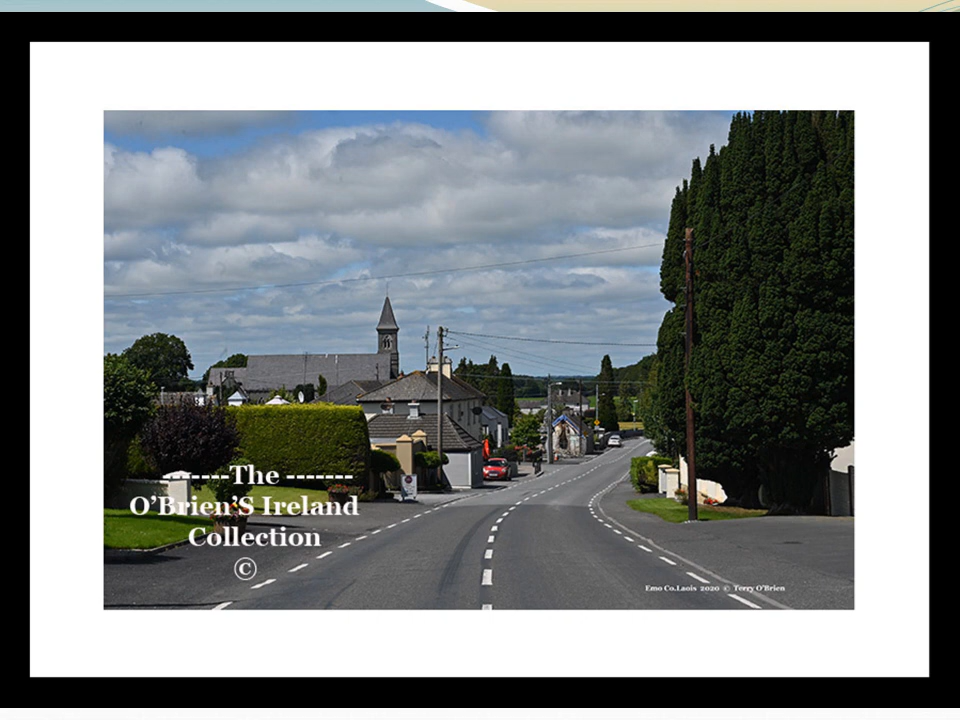 -------The -------
O’Brien’S Ireland
Collection
©
Emo Co.Laois 2020 © Terry O’Brien